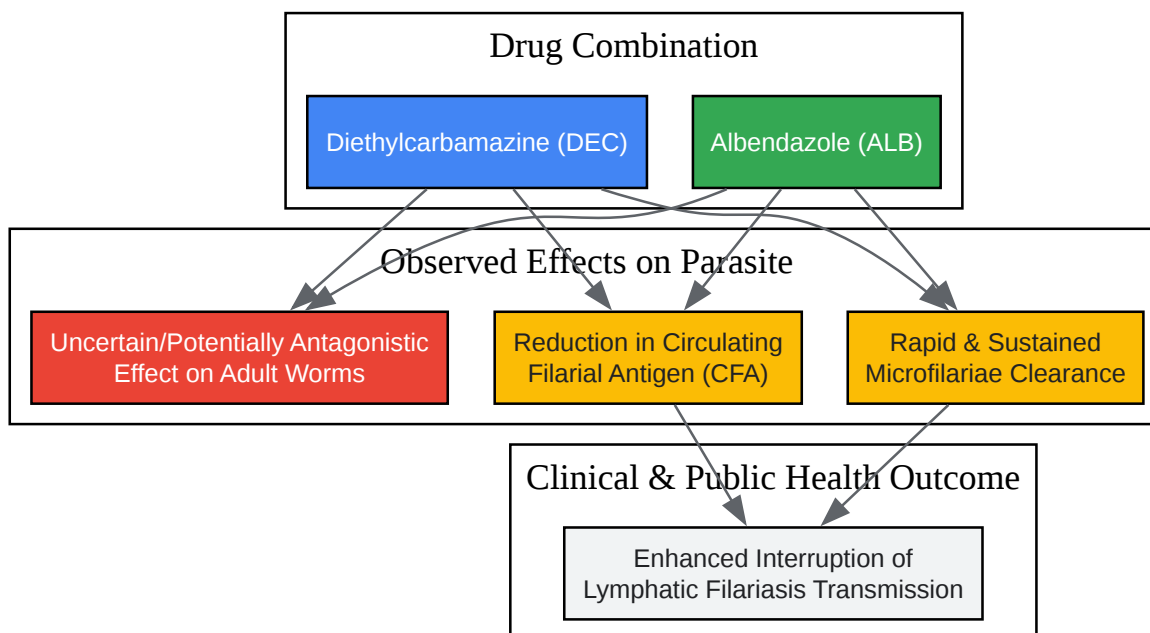 Drug Combination
Diethylcarbamazine (DEC)
Albendazole (ALB)
Observed Effects on Parasite
Uncertain/Potentially Antagonistic
Effect on Adult Worms
Reduction in Circulating
Filarial Antigen (CFA)
Rapid & Sustained
Microfilariae Clearance
Clinical & Public Health Outcome
Enhanced Interruption of
Lymphatic Filariasis Transmission